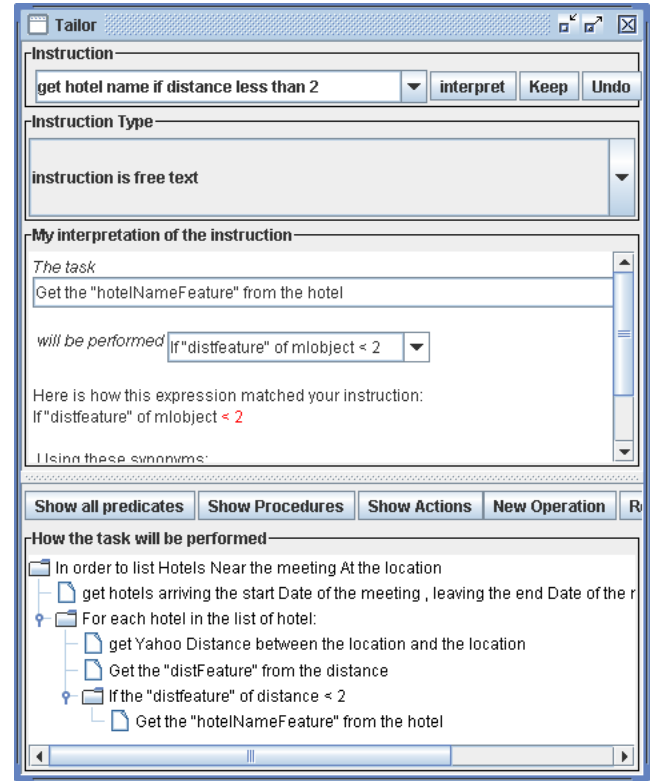 Tailor
Instruction
get hotel name if distance less than 2 interpret Keep Undo
Instruction Type
instruction is free text
My interpretation of the instruction
The task
Get the "hotelNameFeature" from the hotel
will be performed If "distfeature" of mlobject < 2
Here is how this expression matched your instruction:
If "distfeature" of mlobject < 2
Using these synonyms:
Show all predicates Show Procedures Show Actions New Operation
How the task will be performed
In order to list Hotels Near the meeting At the location
get hotels arriving the start Date of the meeting , leaving the end Date of the
For each hotel in the list of hotel:
get Yahoo Distance between the location and the location
Get the "distFeature" from the distance
If the "distfeature" of distance < 2
Get the "hotelNameFeature" from the hotel